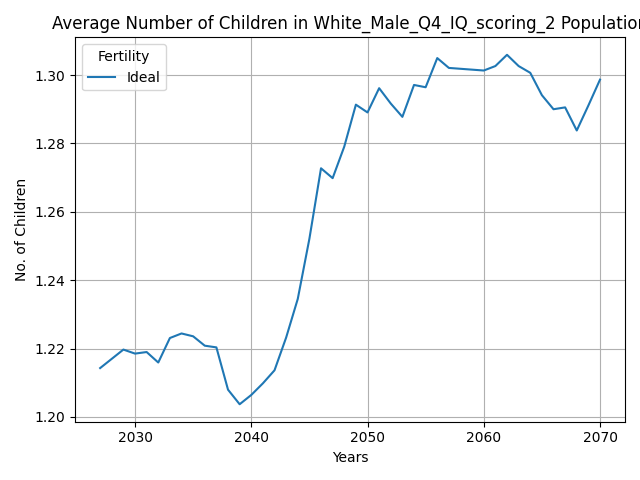 Average Number of Children in White_Male_Q4_IQ_scoring_2 Population
Fertility
Ideal
No. of Children
1.30
1.28
1.26
1.24
1.22
1.20
2030 2040 2050 2060 2070
Years